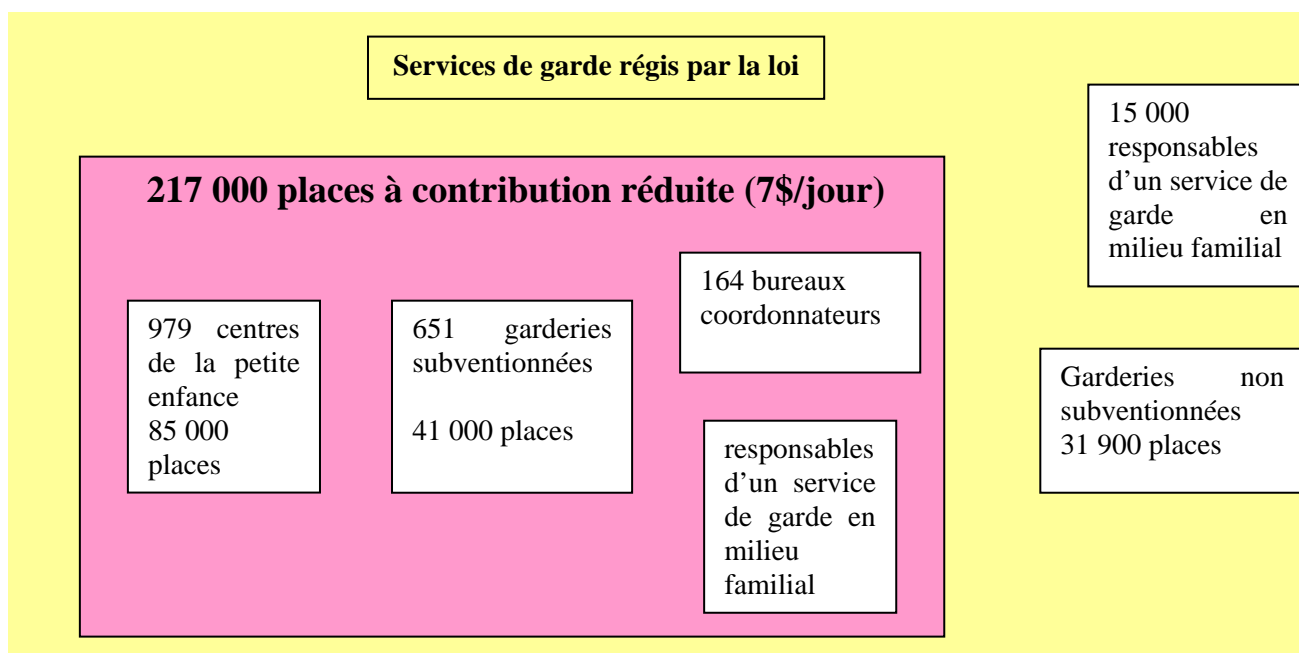 Services de garde régis par la loi
217 000 places à contribution réduite (7$/jour)
979 centres
de la petite
enfance
85 000
places
651 garderies
subventionnées
41 000 places
164 bureaux
coordonnateurs
responsables
d’un service
de garde en
milieu
familial
15 000
responsables
d’un service de
garde en
milieu familial
Garderies non
subventionnées
31 900 places